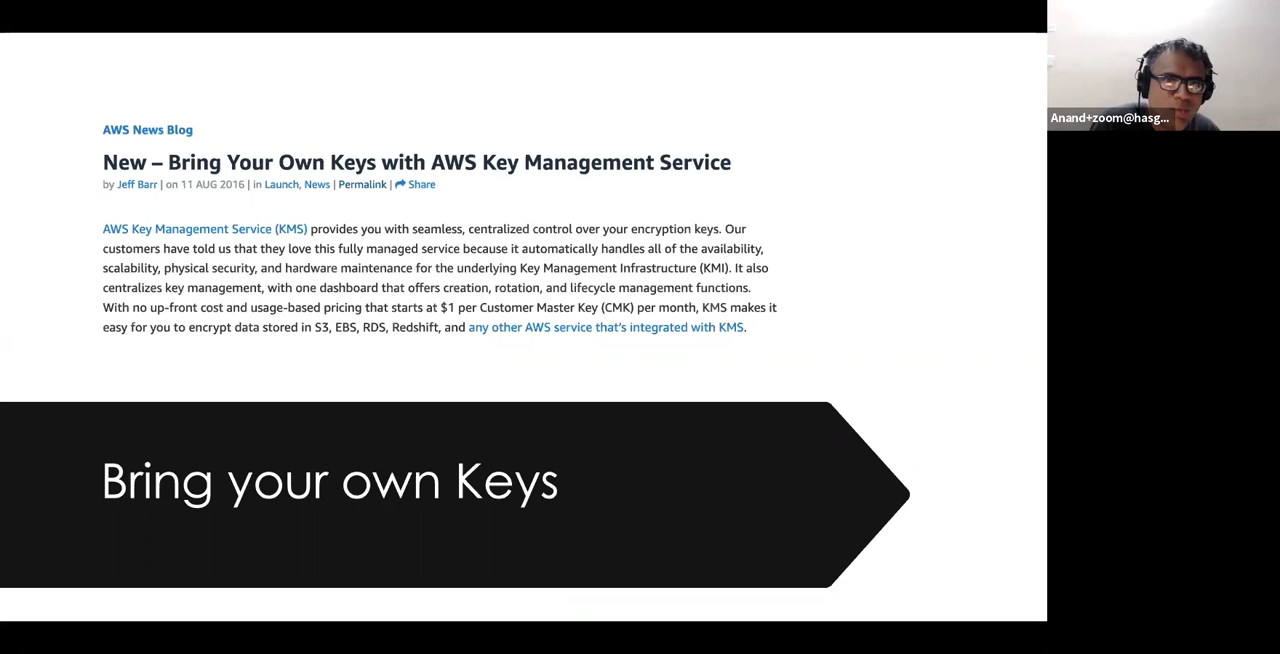 AWS News Blog
New – Bring Your Own Keys with AWS Key Management Service
by Jeff Barr | on 11 AUG 2016 | in Launch, News | Permalink | Share
AWS Key Management Service (KMS) provides you with seamless, centralized control over your encryption keys. Our
customers have told us that they love this fully managed service because it automatically handles all of the availability,
scalability, physical security, and hardware maintenance for the underlying Key Management Infrastructure (KMI). It also
centralizes key management, with one dashboard that offers creation, rotation, and lifecycle management functions.
With no up-front cost and usage-based pricing that starts at $1 per Customer Master Key (CMK) per month, KMS makes it
easy for you to encrypt data stored in S3, EBS, RDS, Redshift, and any other AWS service that’s integrated with KMS.
Bring your own Keys
Anand+zoom@hasg...